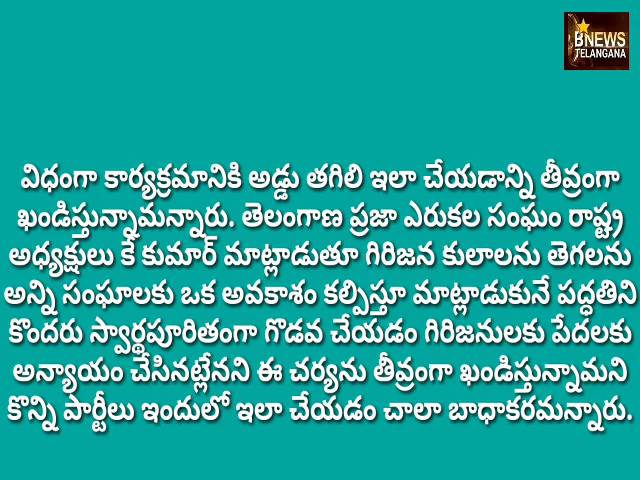 BNEWS
TELANGANA
విధంగా కార్యక్రమానికి అడ్డు తగిలి ఇలా చేయడాన్ని తీవ్రంగా
ఖండిస్తున్నామన్నారు. తెలంగాణ ప్రజా ఎరుకల సంఘం రాష్ట్ర
అధ్యక్షులు కే కుమార్ మాట్లాడుతూ గిరిజన కులాలను తెగలను
అన్ని సంఘాలకు ఒక అవకాశం కల్పిస్తూ మాట్లాడుకునే పద్ధతిని
కొందరు స్వార్థపూరితంగా గొడవ చేయడం గిరిజనులకు పేదలకు
అన్యాయం చేసినట్లేనని ఈ చర్యను తీవ్రంగా ఖండిస్తున్నామని
కొన్ని పార్టీలు ఇందులో ఇలా చేయడం చాలా బాధాకరమన్నారు.